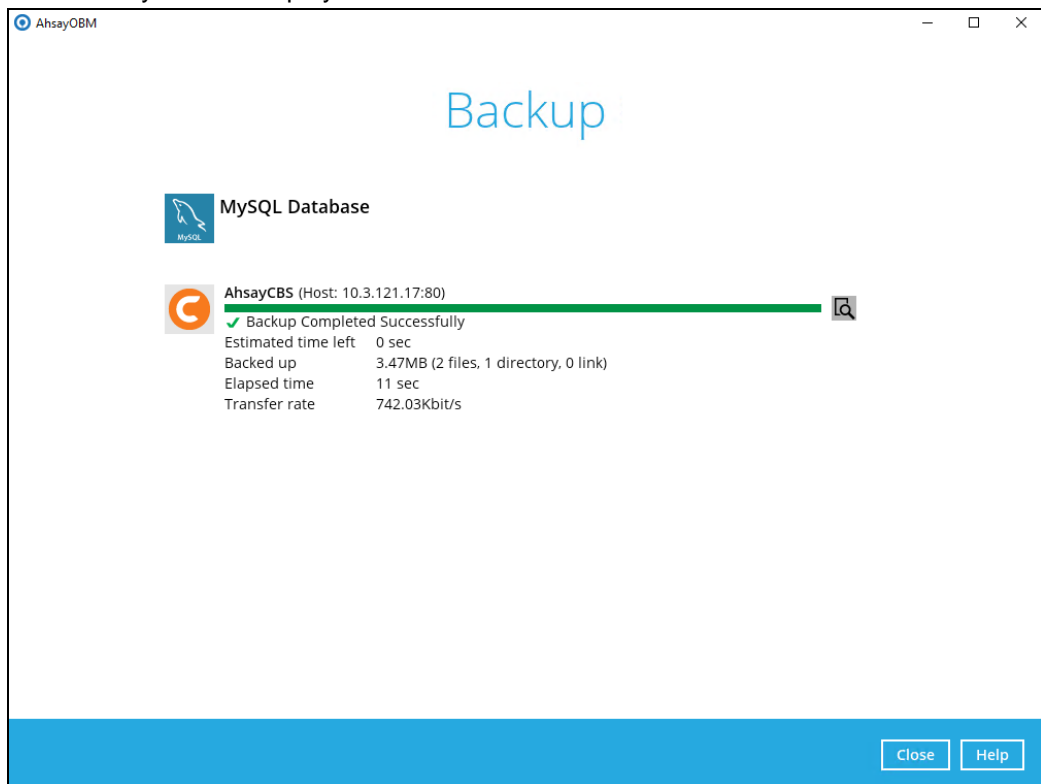 AhsayOBM
Backup
MySQL Database
MySQL
AhsayCBS (Host: 10.3.121.17:80)
Backup Completed Successfully
Estimated time left 0 sec
Backed up 3.47MB (2 files, 1 directory, 0 link)
Elapsed time 11 sec
Transfer rate 742.03Kbit/s
Close Help